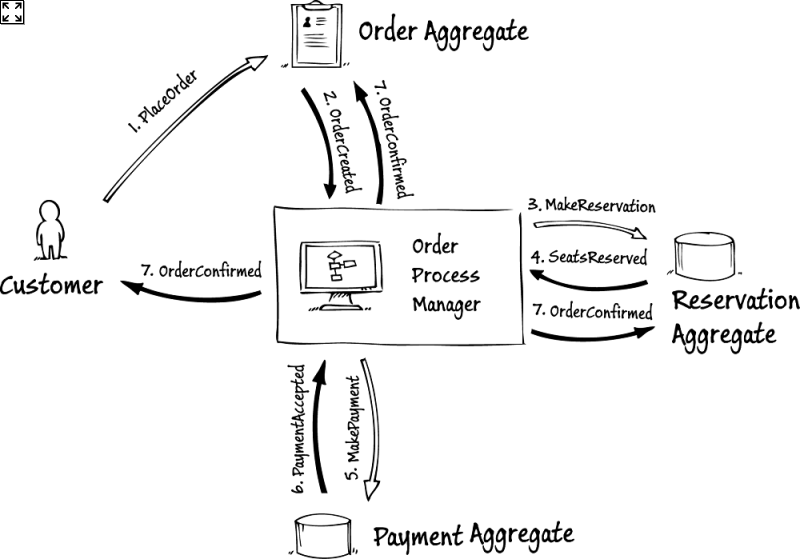 Order Aggregate
1. PlaceOrder
2. OrderCreated
7. OrderConfirmed
Customer
7. OrderConfirmed
Order
Process
Manager
3. MakeReservation
4. SeatsReserved
7. OrderConfirmed
Reservation
Aggregate
6. PaymentAccepted
5. MakePayment
Payment Aggregate